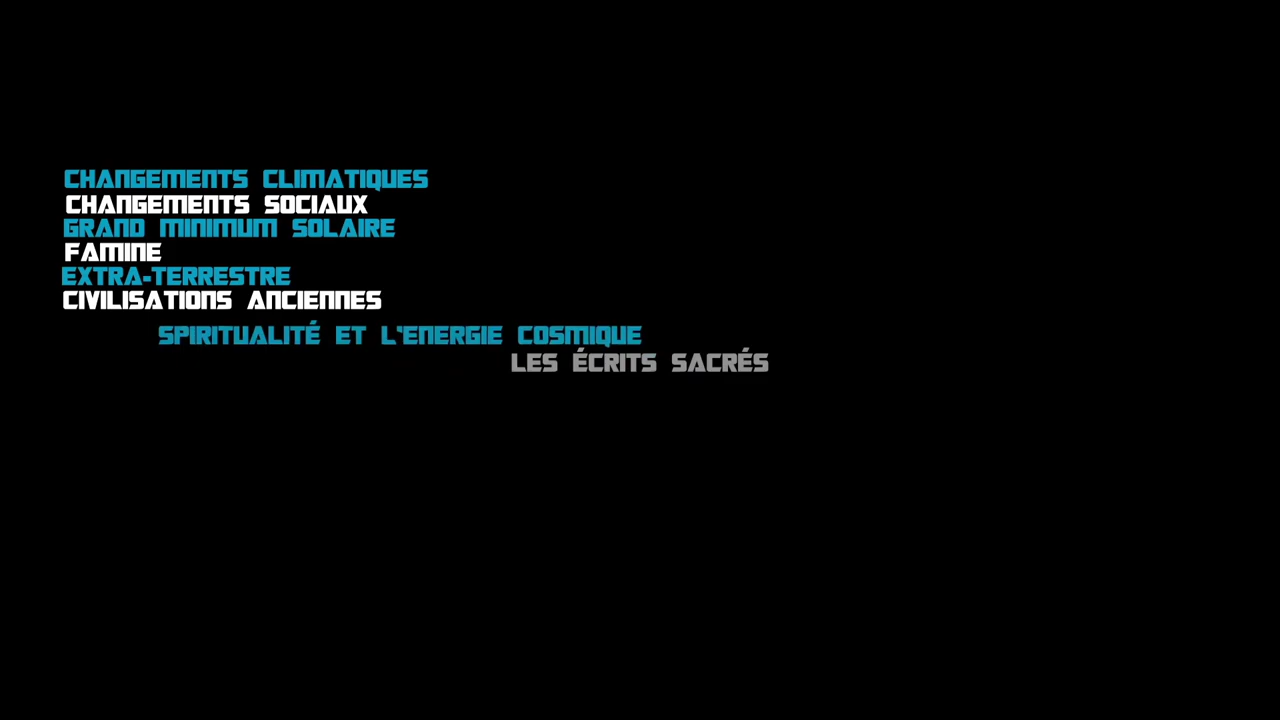 CHANGEMENTS CLIMATIQUES
CHANGEMENTS SOCIAUX
GRAND MINIMUM SOLAIRE
FAMINE
EXTRA-TERRESTRE
CIVILISATIONS ANCIENNES
SPIRITUALITÉ ET L'ENERGIE COSMIQUE
LES ÉCRITS SACRÉS